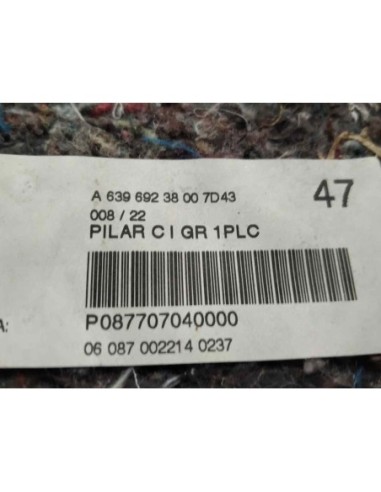 A 639 692 38 00 7D43
47
008 / 22
PILAR C I GR 1PLC
A:
P087707040000
06 087 002214 0237